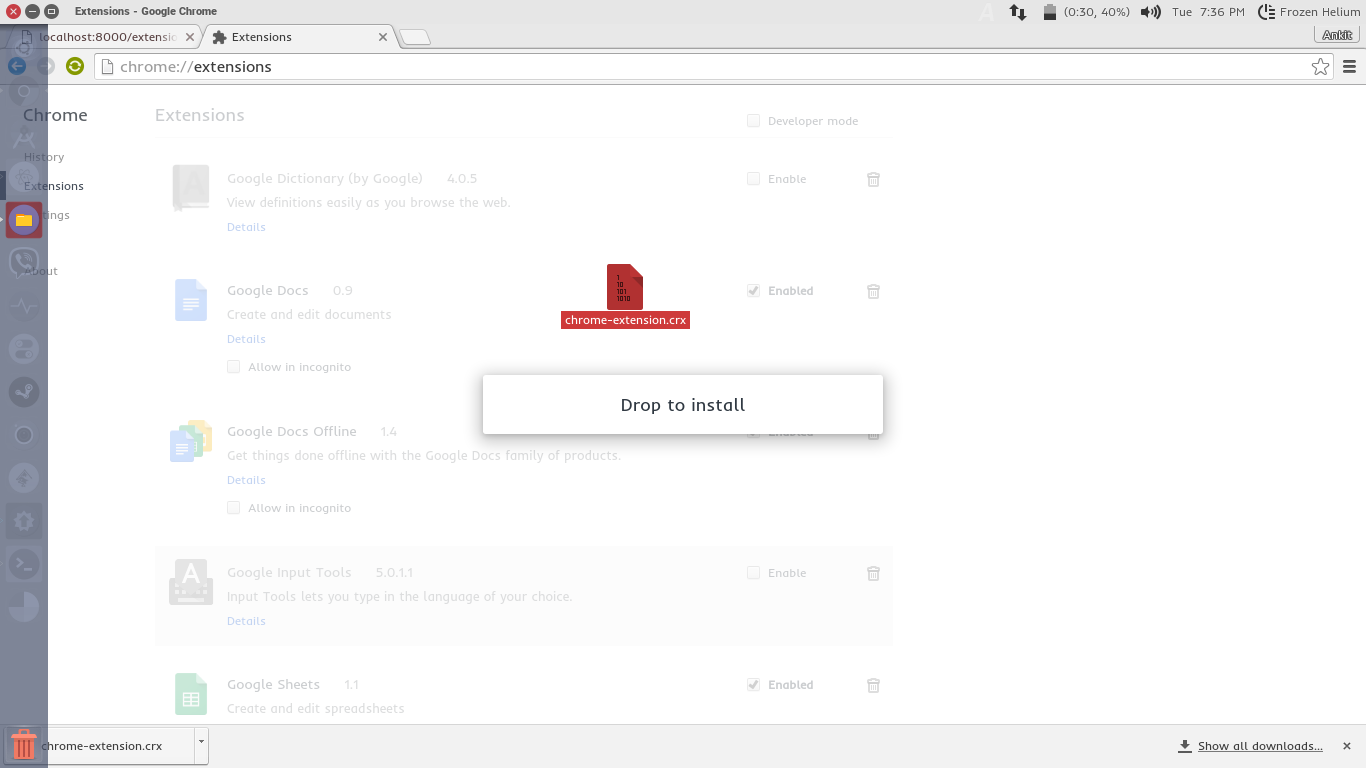 Extensions - Google Chrome
(0:30, 40%)
Tue 7:36 PM
Frozen Helium
localhost:8000/extensio
Extensions
Ankit
chrome://extensions
Chrome
History
Extensions
About
Extensions
Developer mode
Google Dictionary (by Google) 4.0.5
Enable
View definitions easily as you browse the web.
Details
Google Docs 0.9
Enabled
Create and edit documents
Details
Allow in incognito
1
10
101
1010
chrome-extension.crx
Drop to install
Google Docs Offline 1.4
Enabled
Get things done offline with the Google Docs family of products.
Details
Allow in incognito
Google Input Tools 5.0.1.1
Enable
Input Tools lets you type in the language of your choice.
Details
Google Sheets 1.1
Enabled
Create and edit spreadsheets
chrome-extension.crx
Show all downloads...